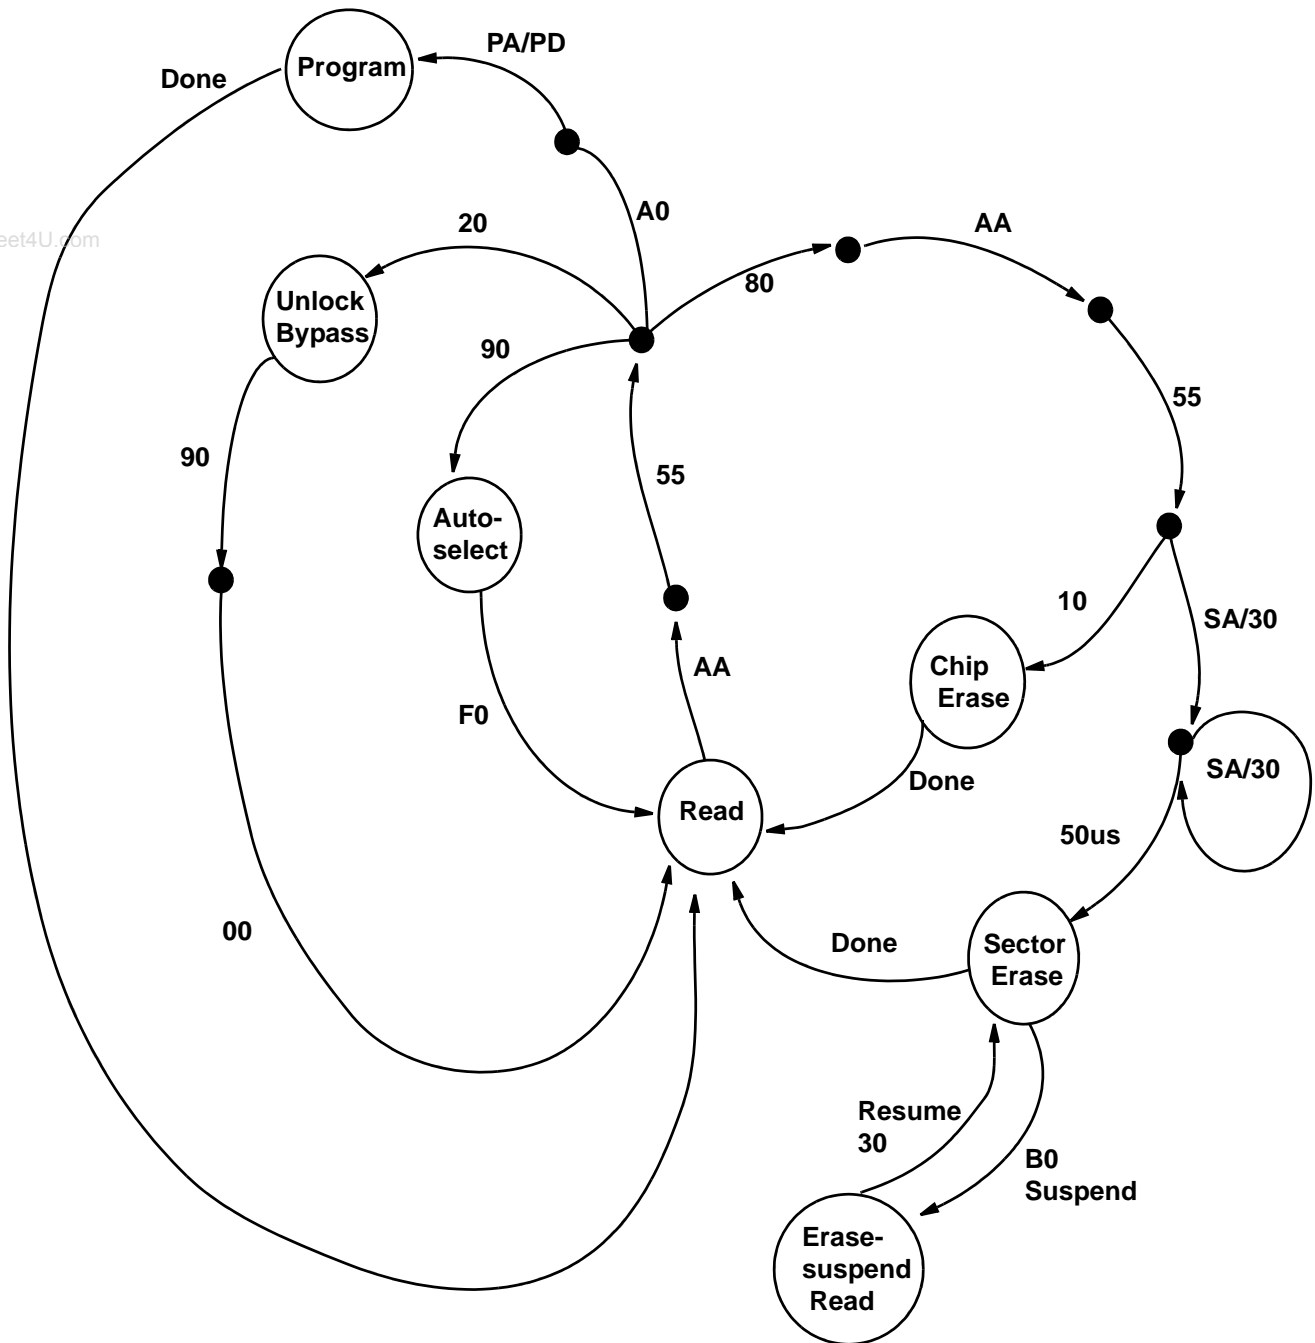 PA/PD
Program
Done
A0
20
AA
eet4U.com
80
Unlock
Bypass
90
55
90
55
Auto-
select
10
SA/30
AA
Chip
Erase
F0
SA/30
Done
Read
50us
00
Done
Sector
Erase
Resume
30
B0
Suspend
Erase-
suspend
Read